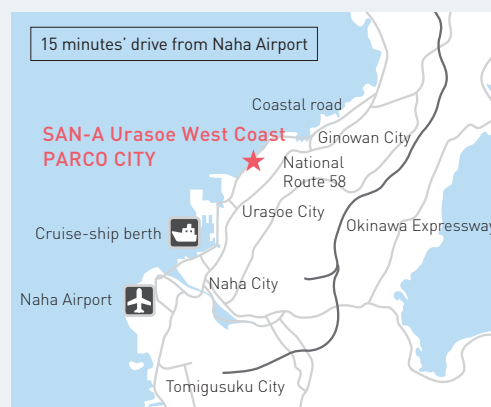 15 minutes’ drive from Naha Airport
Coastal road
SAN-A Urasoe West Coast
PARCO CITY
Ginowan City
National
Route 58
Urasoe City
Okinawa Expressway
Cruise-ship berth
Naha City
Naha Airport
Tomigusuku City